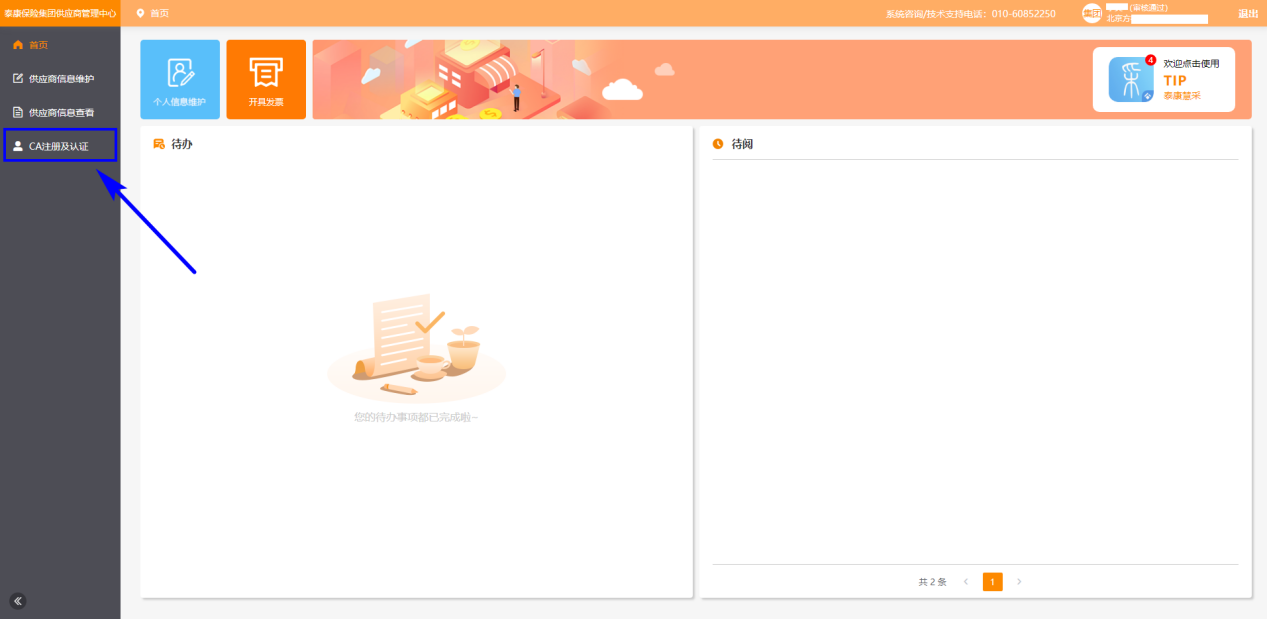 泰康保险集团供应商管理中心
首页
系统咨询/技术支持电话：010-60852250
集团
(审核通过)
北京方
退出
首页
供应商信息维护
供应商信息查看
CA注册及认证
个人信息维护
开具发票
4
欢迎点击使用
TIP
泰康慧采
待办
您的待办事项都已完成啦~
待阅
共 2 条
1